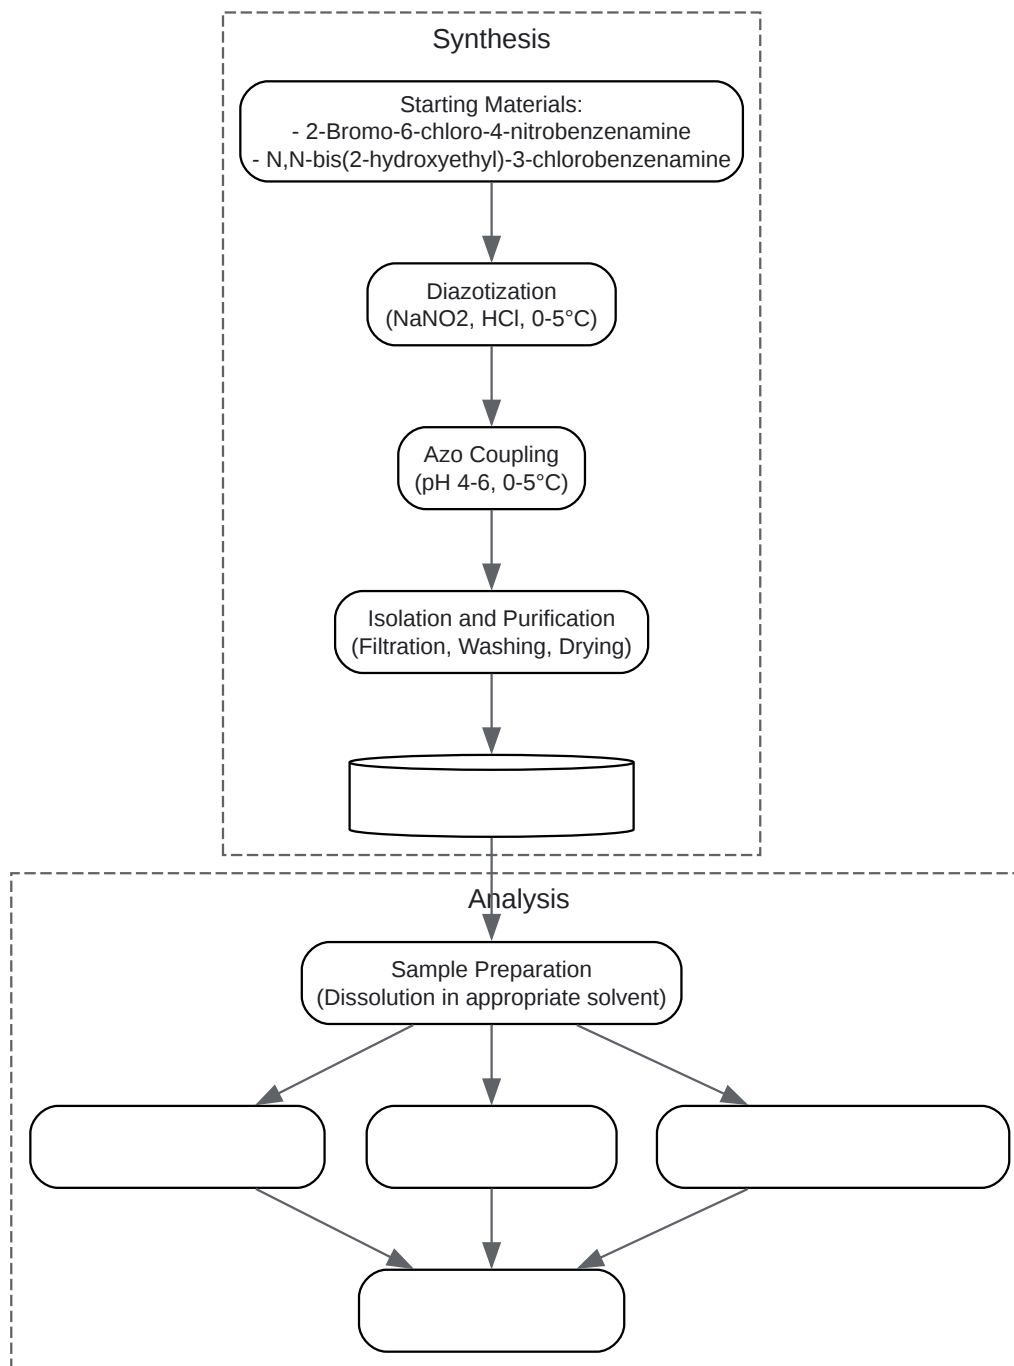 Synthesis
Starting Materials:
- 2-Bromo-6-chloro-4-nitrobenzenamine
- N,N-bis(2-hydroxyethyl)-3-chlorobenzenamine
Diazotization
(NaNO2, HCl, 0-5°C)
Azo Coupling
(pH 4-6, 0-5°C)
Isolation and Purification
(Filtration, Washing, Drying)
Analysis
Sample Preparation
(Dissolution in appropriate solvent)